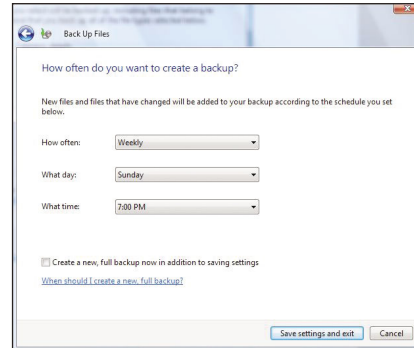 Back Up Files
How often do you want to create a backup?
New files and files that have changed will be added to your backup according to the schedule you set
below.
How often: Weekly
What day: Sunday
What time: 7:00 PM
Create a new, full backup now in addition to saving settings
When should I create a new, full backup?
Save settings and exit Cancel